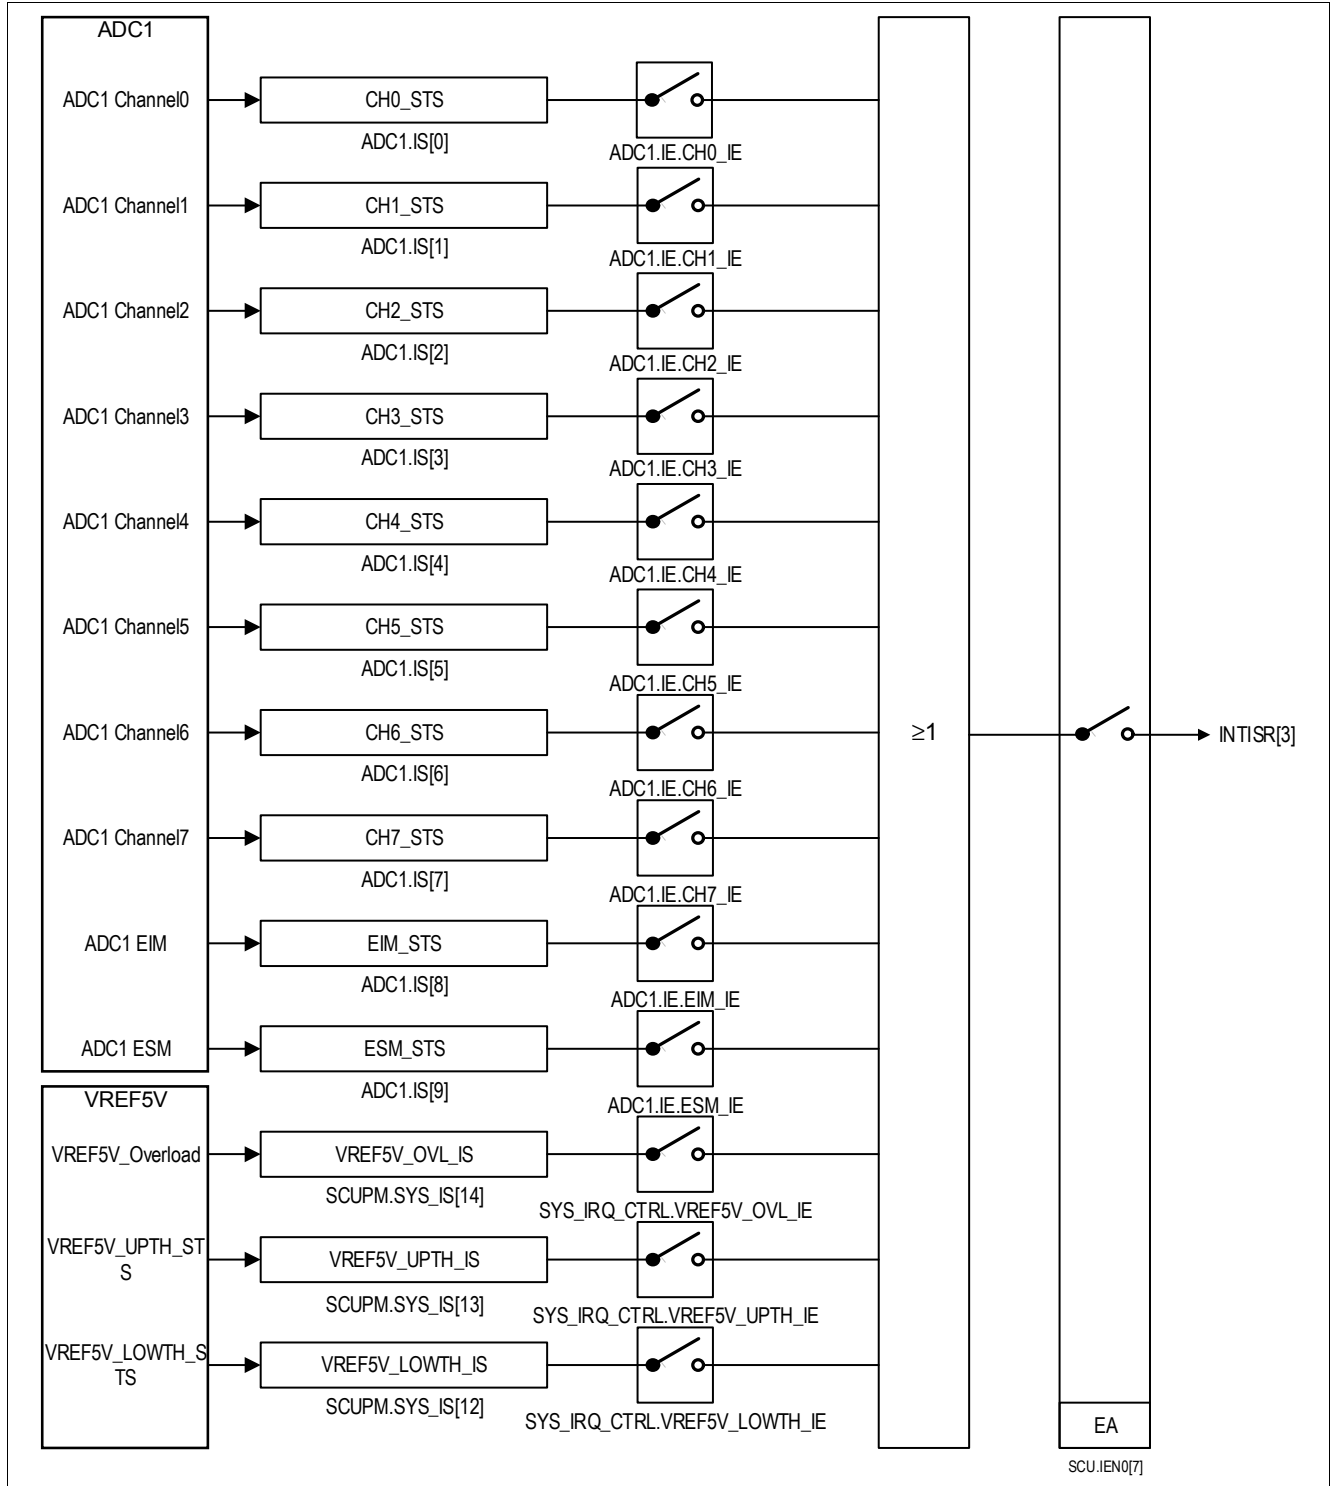 ADC1
ADC1 Channel0
CH0_STS
ADC1.IS[0]
ADC1.IE.CH0_IE
ADC1 Channel1
CH1_STS
ADC1.IS[1]
ADC1.IE.CH1_IE
ADC1 Channel2
CH2_STS
ADC1.IS[2]
ADC1.IE.CH2_IE
ADC1 Channel3
CH3_STS
ADC1.IS[3]
ADC1.IE.CH3_IE
ADC1 Channel4
CH4_STS
ADC1.IS[4]
ADC1.IE.CH4_IE
ADC1 Channel5
CH5_STS
ADC1.IS[5]
ADC1.IE.CH5_IE
ADC1 Channel6
CH6_STS
≥1
INTISR[3]
ADC1.IS[6]
ADC1.IE.CH6_IE
ADC1 Channel7
CH7_STS
ADC1.IS[7]
ADC1.IE.CH7_IE
ADC1 EIM
EIM_STS
ADC1.IS[8]
ADC1.IE.EIM_IE
ADC1 ESM
ESM_STS
ADC1.IS[9]
ADC1.IE.ESM_IE
VREF5V
VREF5V_Overload
VREF5V_OVL_IS
SCUPM.SYS_IS[14]
SYS_IRQ_CTRL.VREF5V_OVL_IE
VREF5V_UPTH_ST
S
VREF5V_UPTH_IS
SCUPM.SYS_IS[13]
SYS_IRQ_CTRL.VREF5V_UPTH_IE
VREF5V_LOWTH_S
TS
VREF5V_LOWTH_IS
SCUPM.SYS_IS[12]
SYS_IRQ_CTRL.VREF5V_LOWTH_IE
EA
SCU.IEN0[7]